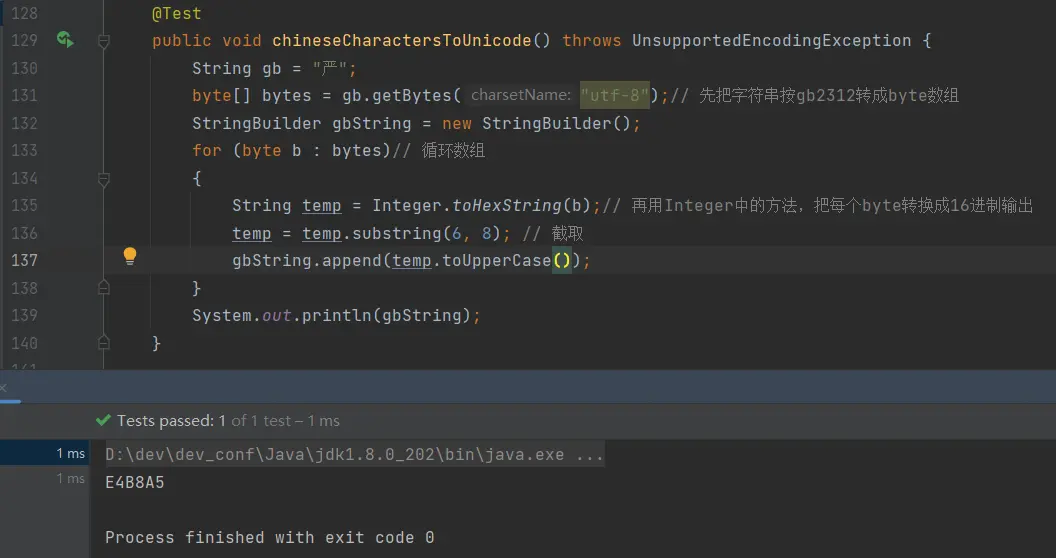 128 @Test
129 public void chineseCharactersToUnicode() throws UnsupportedEncodingException {
130 String gb = "严";
131 byte[] bytes = gb.getBytes( charsetName: "utf-8");// 先把字符串按gb2312转成byte数组
132 StringBuilder gbString = new StringBuilder();
133 for (byte b : bytes)// 循环数组
134 {
135 String temp = Integer.toHexString(b);// 再用Integer中的方法，把每个byte转换成16进制输出
136 temp = temp.substring(6, 8); // 截取
137 gbString.append(temp.toUpperCase());
138 }
139 System.out.println(gbString);
140 }
Tests passed: 1 of 1 test – 1 ms
1 ms D:\dev\dev_conf\Java\jdk1.8.0_202\bin\java.exe ...
1 ms E4B8A5
Process finished with exit code 0